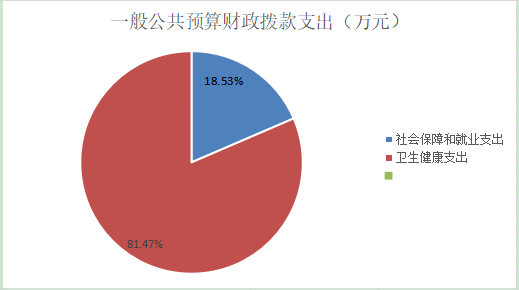 一般公共预算财政拨款支出（万元）
18.53%
社会保障和就业支出
卫生健康支出
81.47%